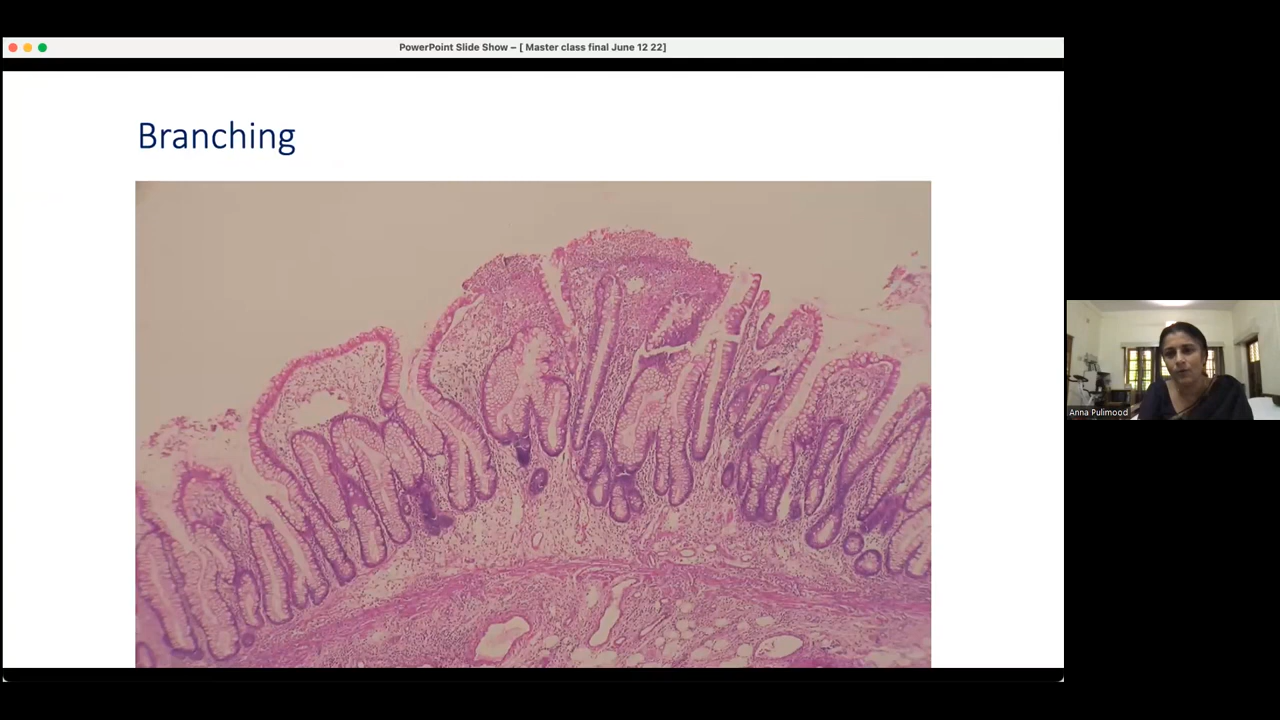 PowerPoint Slide Show – [ Master class final June 12 22]
Branching
Anna Pulimood